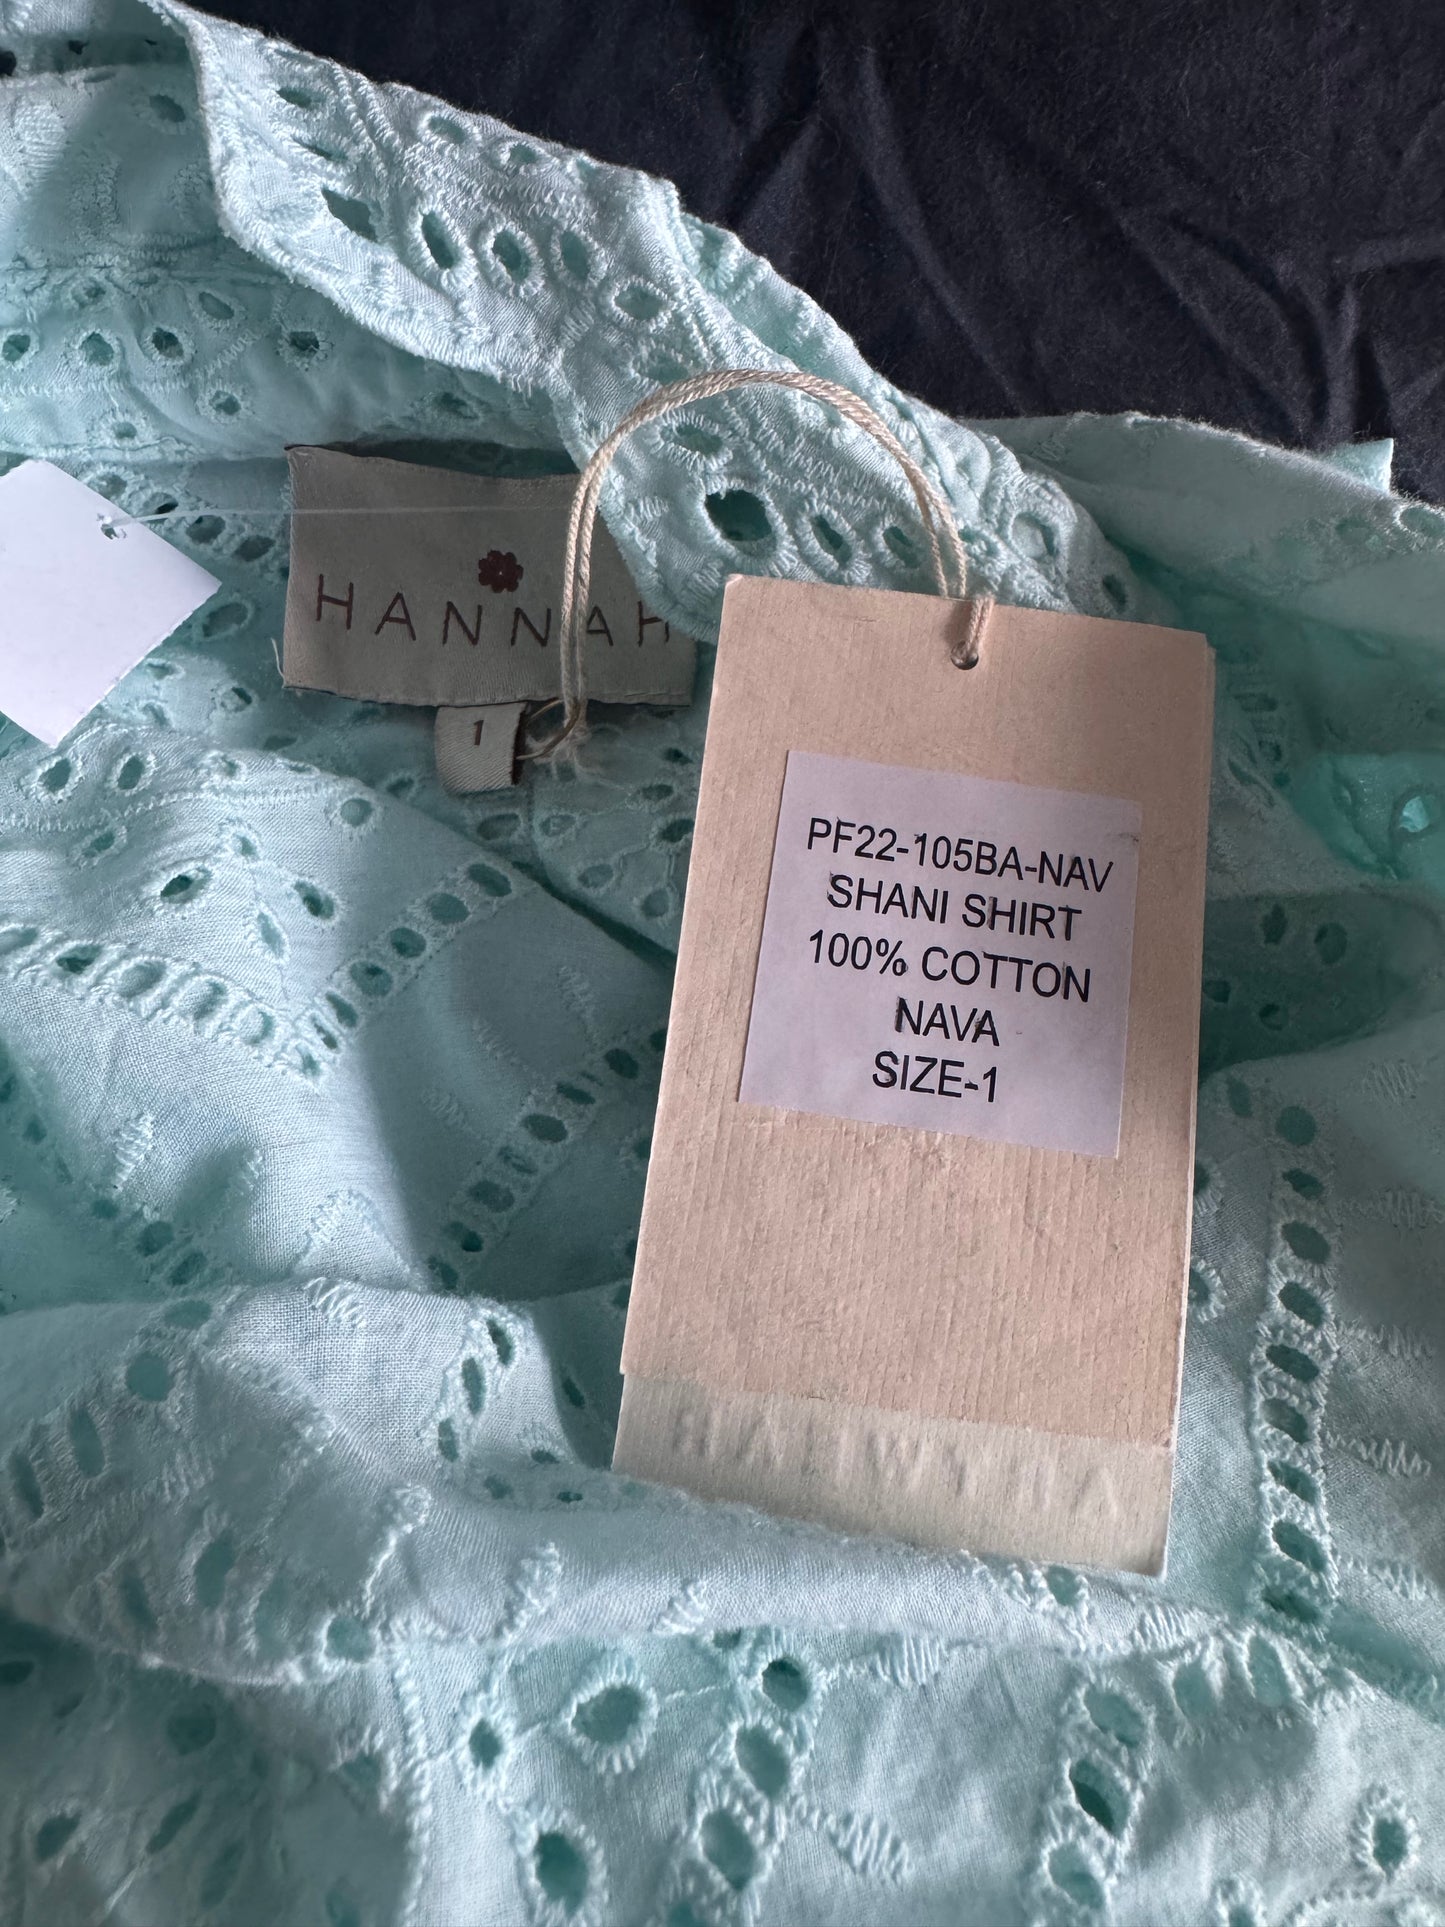 HANNAH
1
PF22-105BA-NAV
SHANI SHIRT
100% COTTON
NAVA
SIZE-1